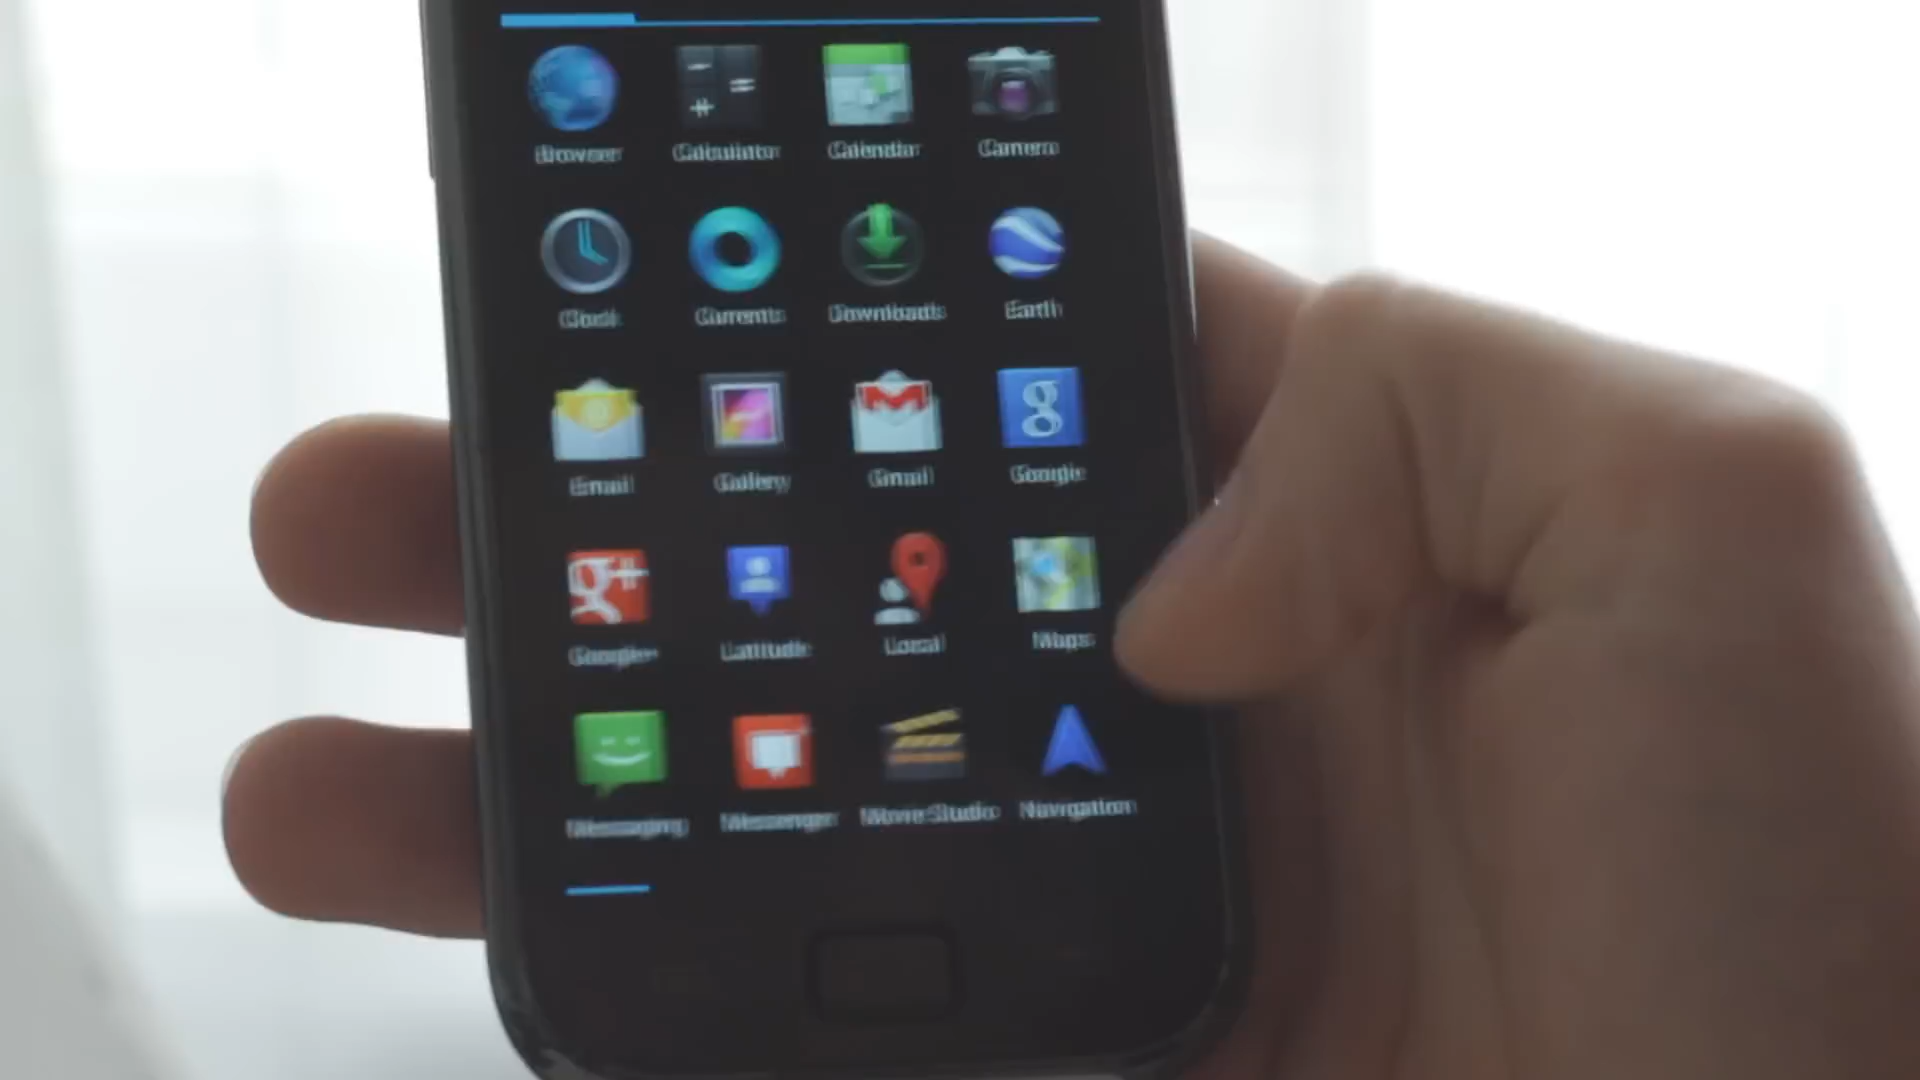 Browser Calculator Calendar Camera
Clock Currents Downloads Earth
Email Gallery Gmail Google
Google+ Latitude Local Maps
Messaging Messenger Movie Studio Navigation